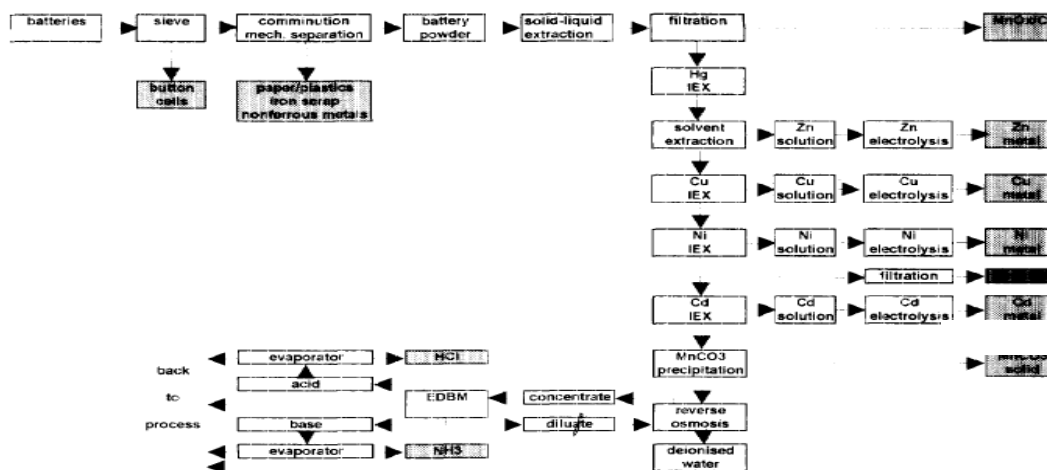 batteries
sieve
comminution
mech. separation
battery
powder
solid-liquid
extraction
filtration
button
cells
paper/plastics
iron scrap
nonferrous metals
Hg
IEX
solvent
extraction
Zn
solution
Zn
electrolysis
Zn
metal
Cu
IEX
Cu
solution
Cu
electrolysis
Cu
metal
Ni
IEX
Ni
solution
Ni
electrolysis
Ni
metal
filtration
Cd
IEX
Cd
solution
Cd
electrolysis
Cd
metal
MnCO3
precipitation
solid
back
to
process
evaporator
HCl
acid
EDBM
concentrate
reverse
osmosis
base
diluate
evaporator
NH3
deionised
water